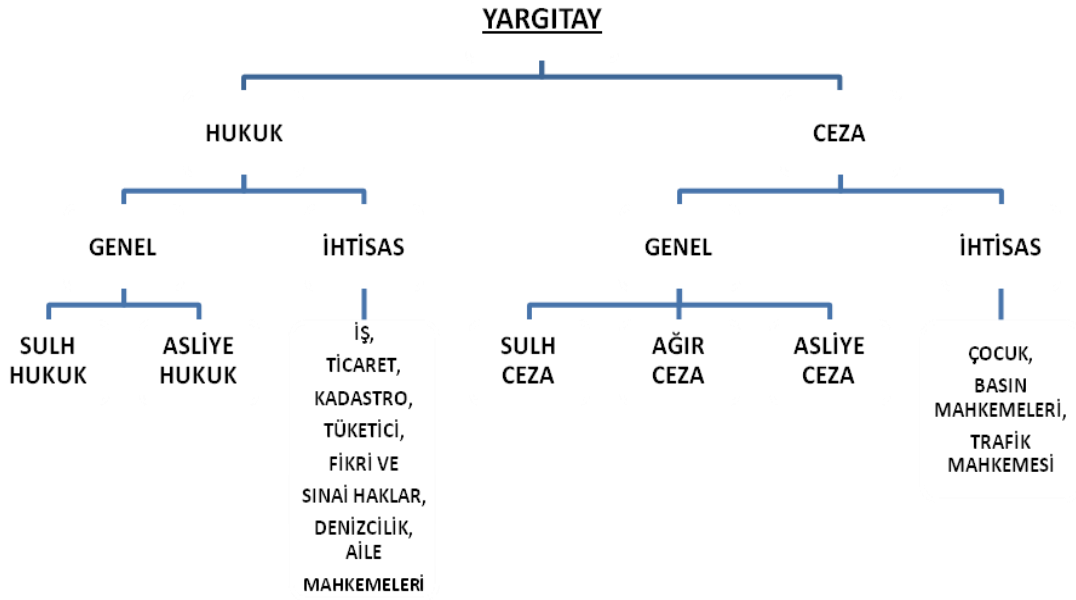 YARGITAY
HUKUK
CEZA
GENEL
İHTİSAS
GENEL
İHTİSAS
SULH
HUKUK
ASLİYE
HUKUK
İŞ,
TİCARET,
KADASTRO,
TÜKETİCİ,
FİKRİ VE
SINAİ HAKLAR,
DENİZCİLİK,
AİLE
MAHKEMELERİ
SULH
CEZA
AĞIR
CEZA
ASLİYE
CEZA
ÇOCUK,
BASIN
MAHKEMELERİ,
TRAFİK
MAHKEMESİ